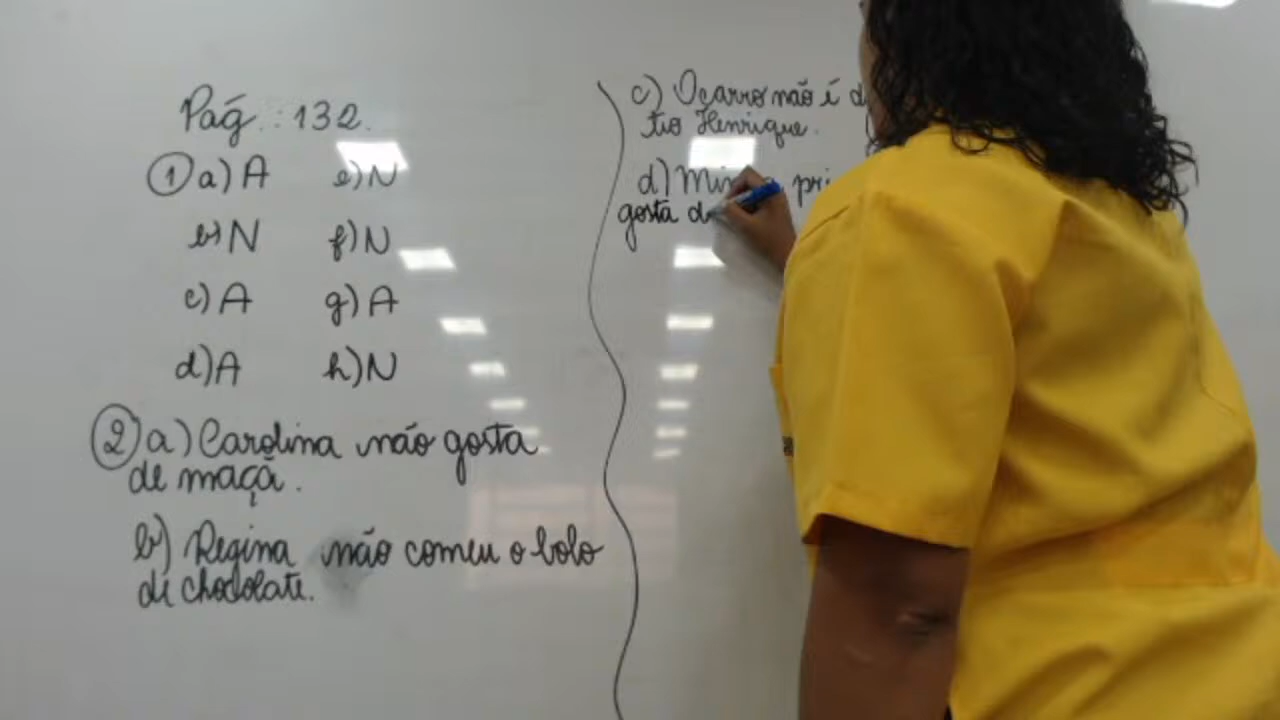 Pág.: 132.
① a) A e) N
b) N f) N
c) A g) A
d) A h) N
② a) Carolina não gosta
de maçã.
b) Regina não comeu o bolo
de chocolate.
c) O carro não é
tio Henrique.
d)
gosta